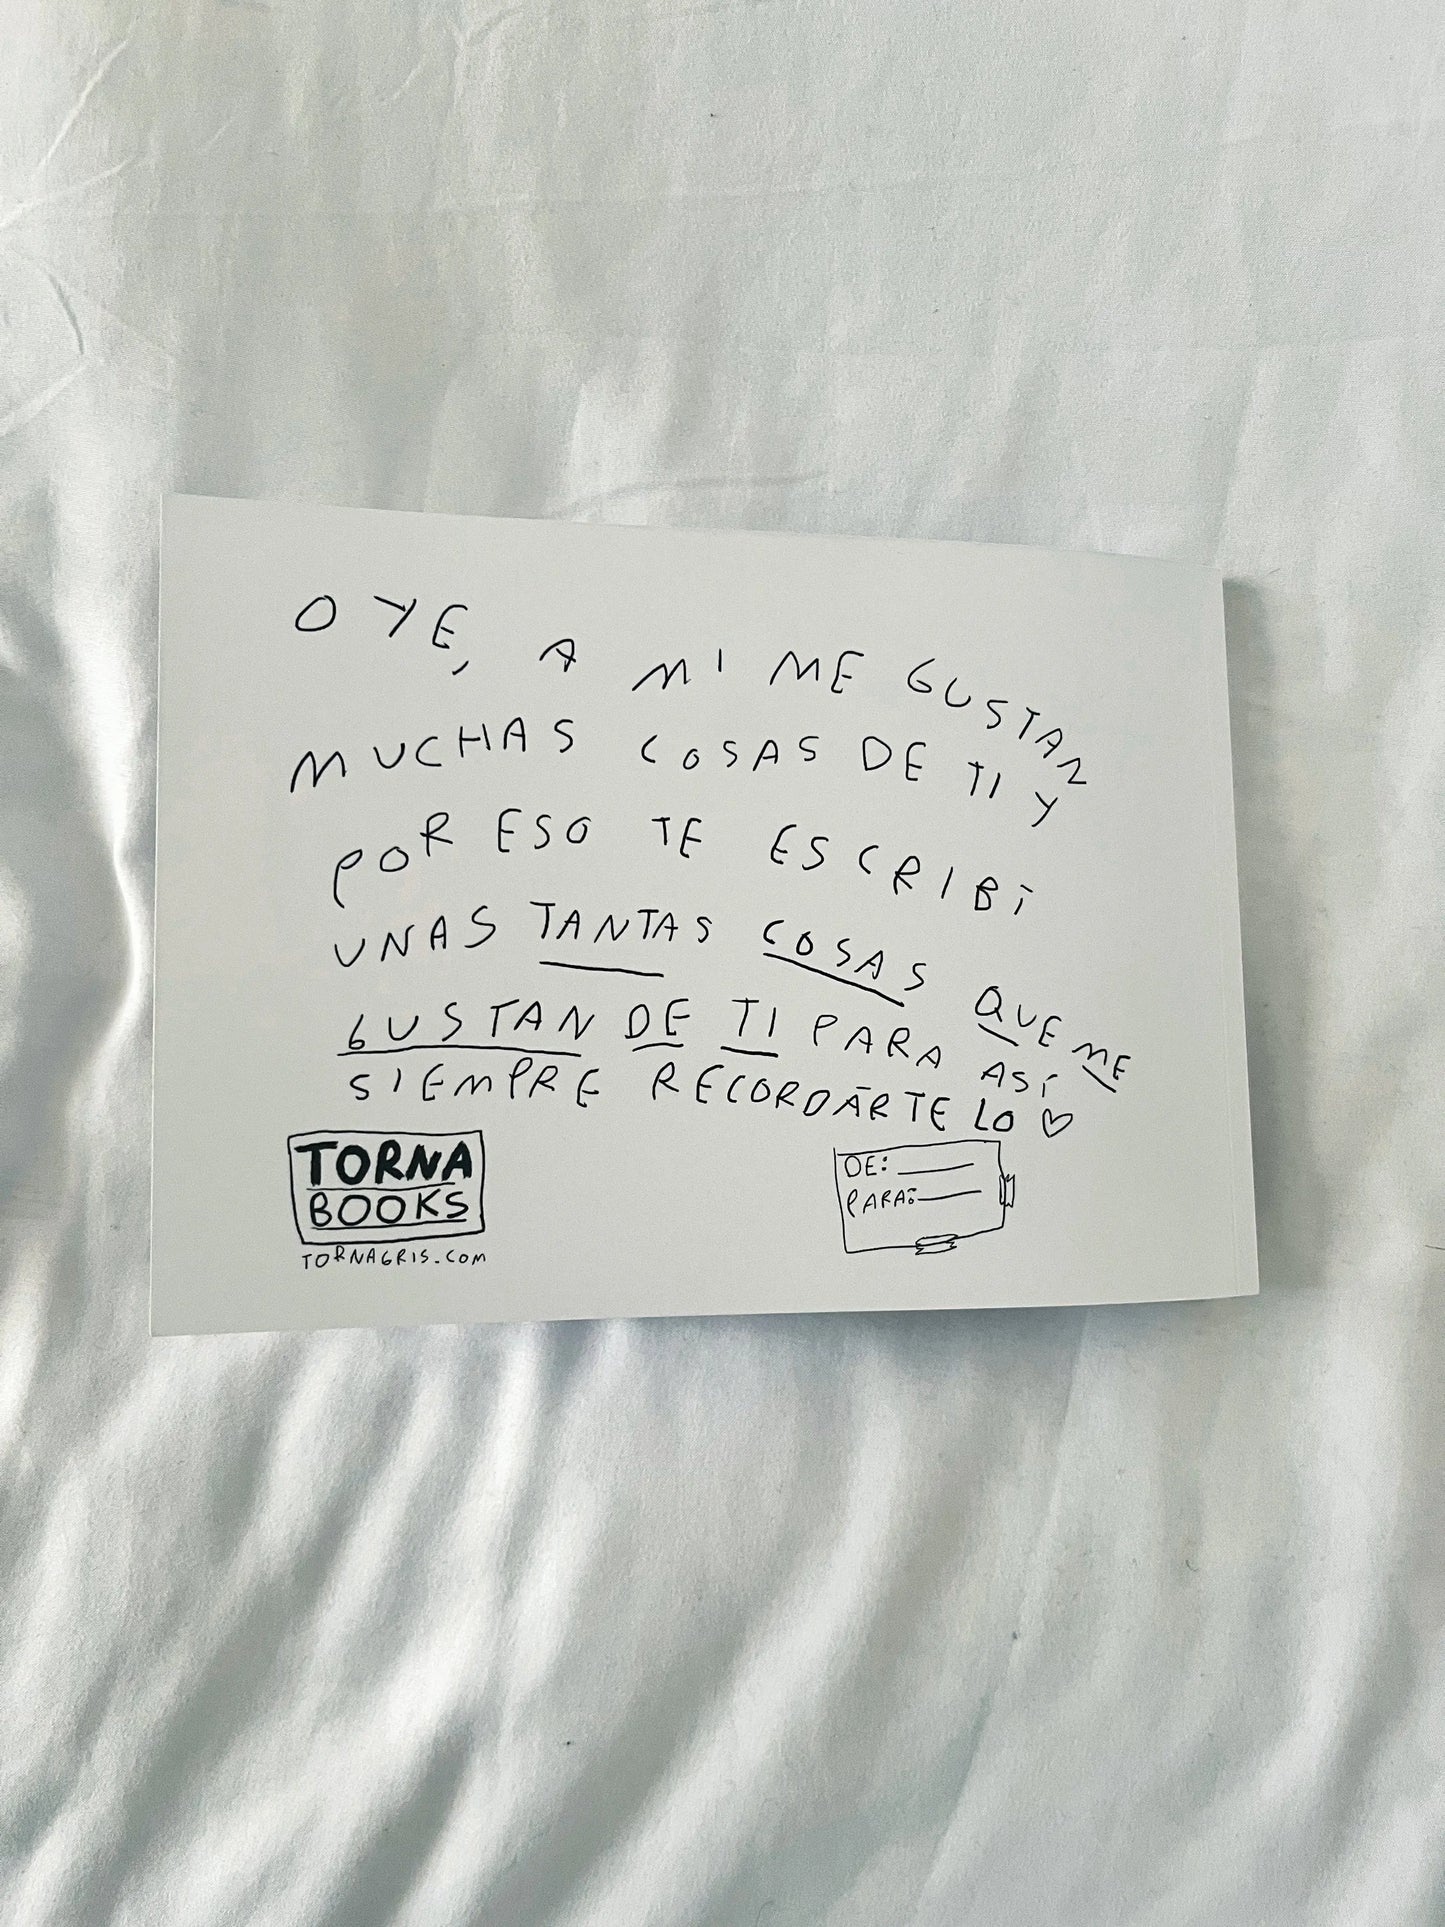 OYE, A MI ME GUSTAN
MUCHAS COSAS DE TI Y
POR ESO TE ESCRIBÍ
UNAS TANTAS COSAS QUE ME
GUSTAN DE TI PARA ASÍ
SIEMPRE RECORDÁRTELO ♡
TORNA
BOOKS
TORNAGRIS.COM
DE:
PARA: